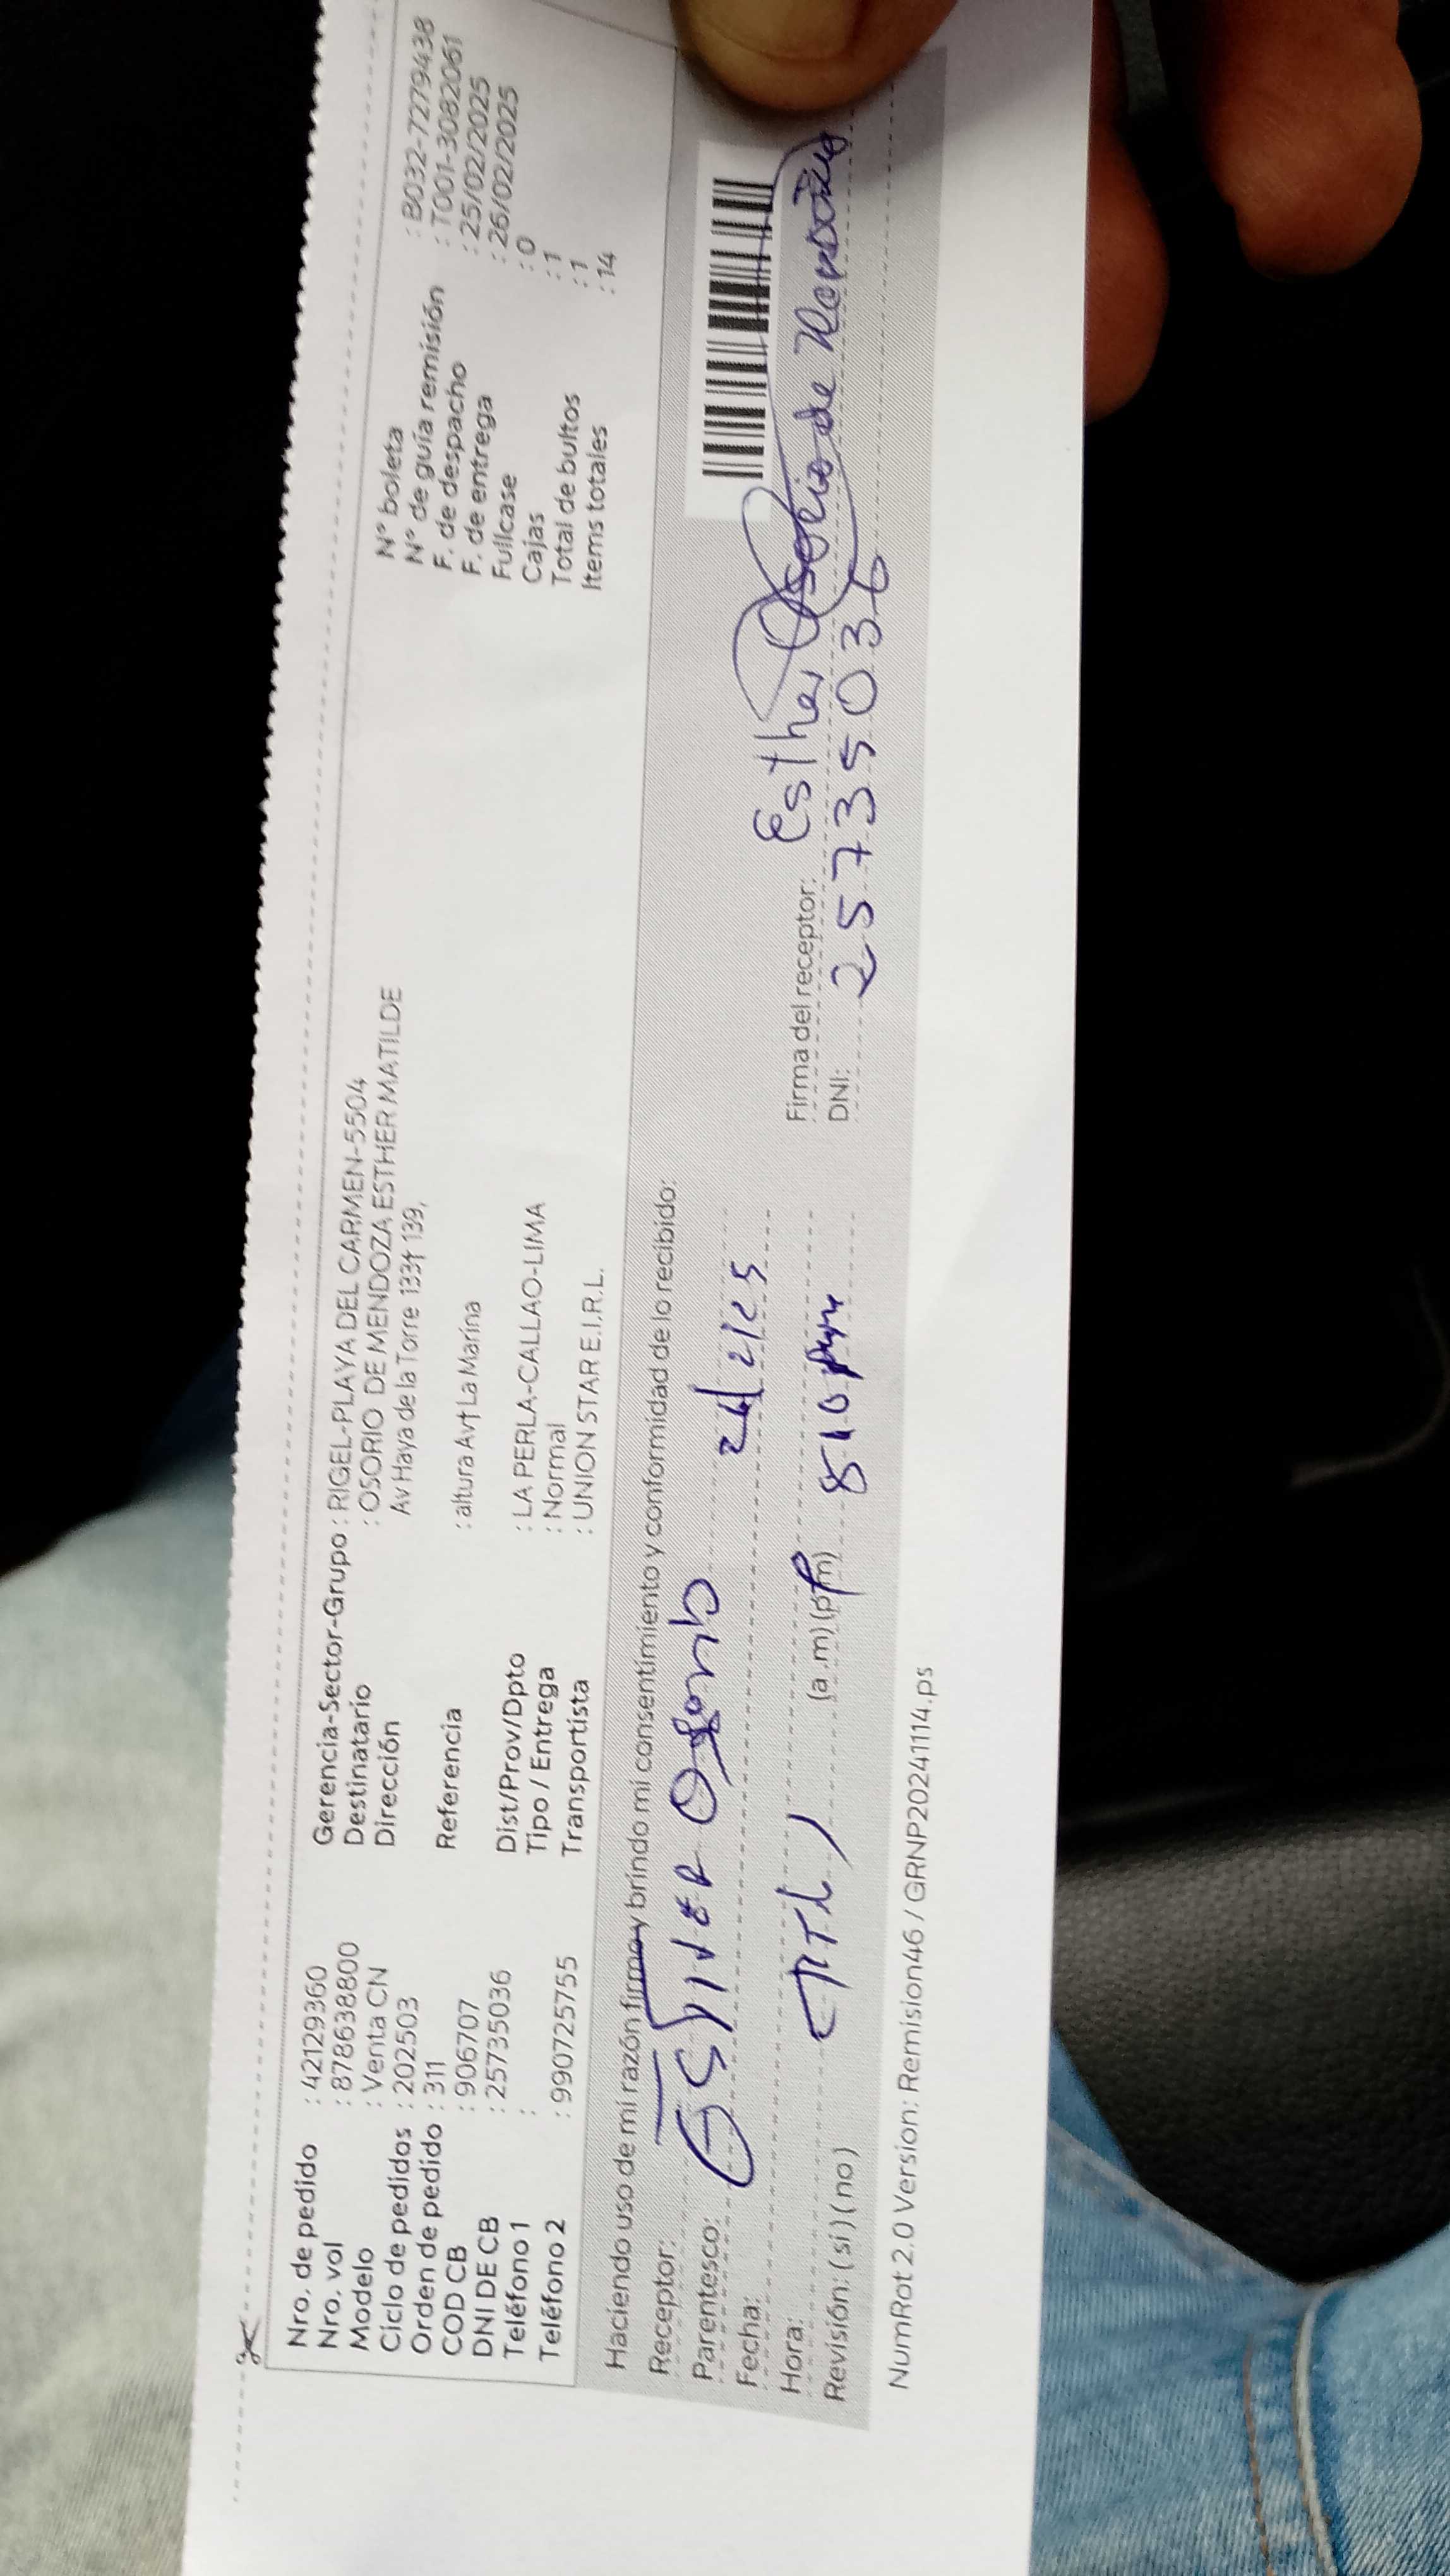 Nro. de pedido : 42129360
Nro. vol : 878638800
Modelo : Venta CN
Ciclo de pedidos : 202503
Orden de pedido : 311
COD CB : 906707
DNI DE CB : 25735036
Teléfono 1 :
Teléfono 2 : 990725755
Gerencia-Sector-Grupo : RIGEL-PLAYA DEL CARMEN-5504
Destinatario : OSORIO DE MENDOZA ESTHER MATILDE
Dirección Av Haya de la Torre 133† 139,
Referencia : altura Av† La Marina
Dist/Prov/Dpto : LA PERLA-CALLAO-LIMA
Tipo / Entrega : Normal
Transportista : UNION STAR E.I.R.L.
N° boleta : B032-7279438
N° de guía remisión : T001-3082061
F. de despacho : 25/02/2025
F. de entrega : 26/02/2025
Fullcase : 0
Cajas : 1
Total de bultos : 1
Items totales : 14
Haciendo uso de mi razón firmo y brindo mi consentimiento y conformidad de lo recibido:
Receptor:
Parentesco: Osorio
Fecha:
Hora: (a.m) (p.m)
Revisión: (si) (no)
Firma del receptor: Esther Osorio de
DNI: 25735036
NumRot 2.0 Version: Remision46 / GRNP20241114.ps